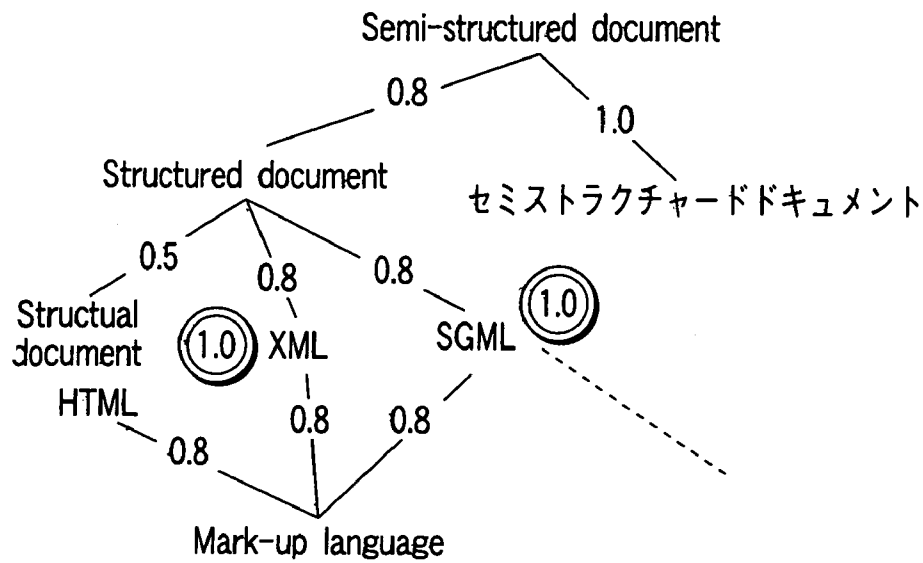 Semi-structured document
0.8
1.0
Structured document
セミストラクチャードドキュメント
0.5
0.8
0.8
Structual
document
1.0
XML
SGML
1.0
HTML
0.8
0.8
0.8
Mark-up language